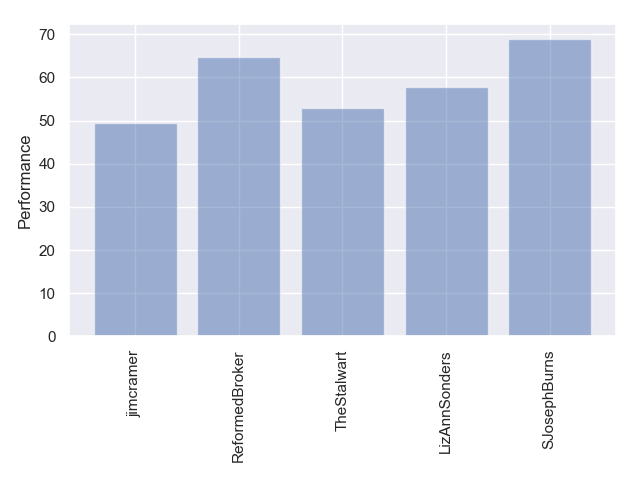 70
60
50
40
30
20
10
0
Performance
jimcramer
ReformedBroker
TheStalwart
LizAnnSonders
SJosephBurns